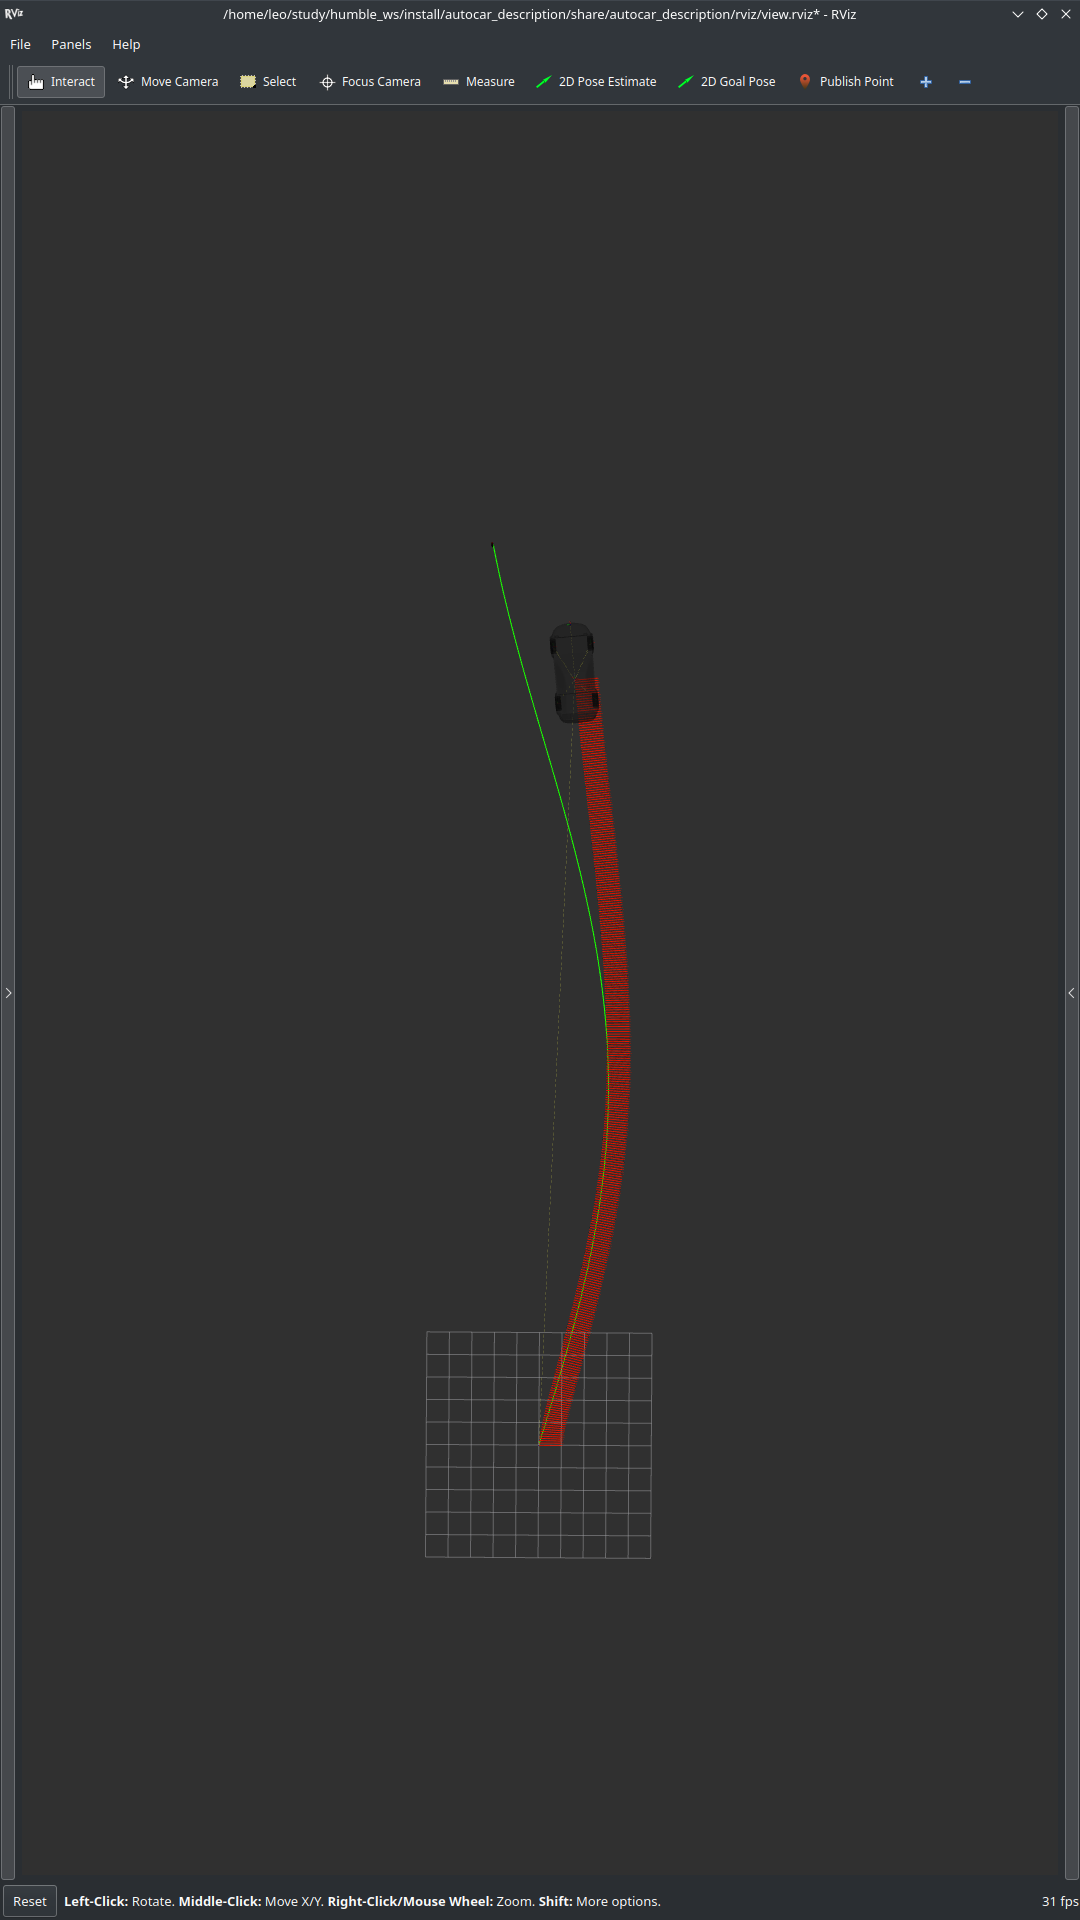 RViz
/home/leo/study/humble_ws/install/autocar_description/share/autocar_description/rviz/view.rviz* - RViz
File Panels Help
Interact Move Camera Select Focus Camera Measure 2D Pose Estimate 2D Goal Pose Publish Point
Reset Left-Click: Rotate. Middle-Click: Move X/Y. Right-Click/Mouse Wheel: Zoom. Shift: More options. 31 fps